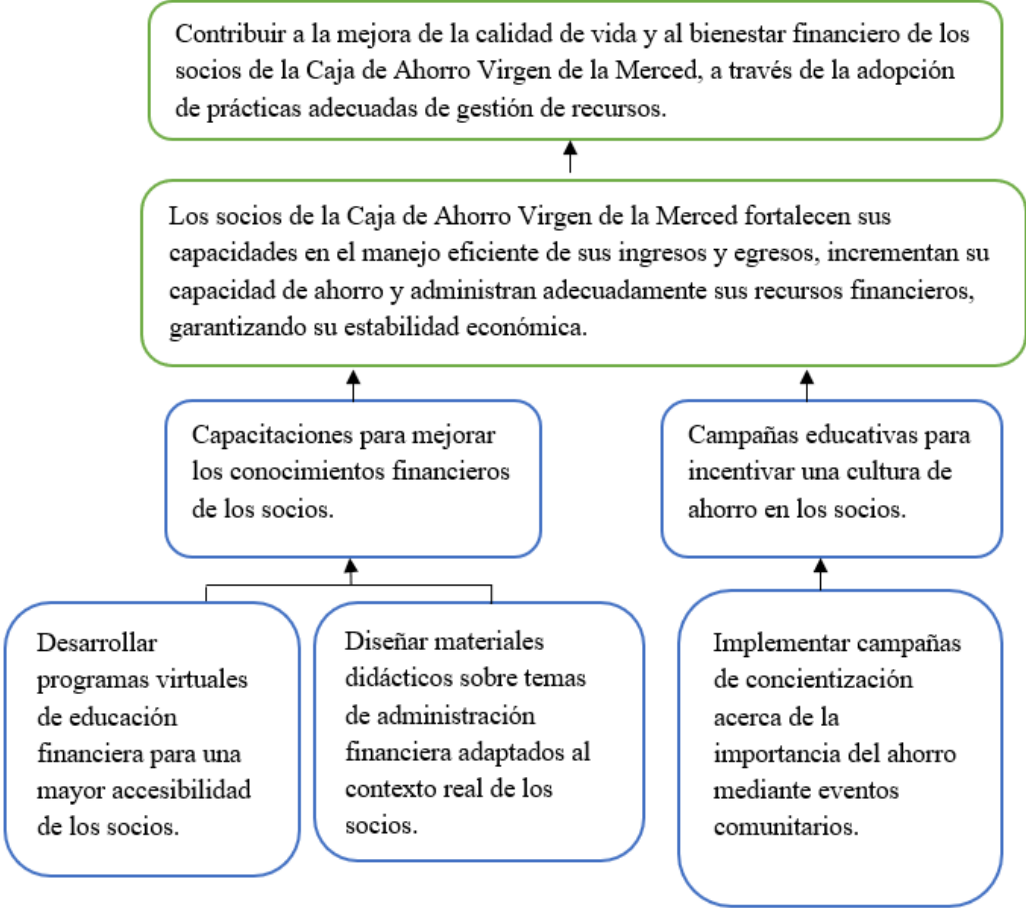 Contribuir a la mejora de la calidad de vida y al bienestar financiero de los
socios de la Caja de Ahorro Virgen de la Merced, a través de la adopción
de prácticas adecuadas de gestión de recursos.
Los socios de la Caja de Ahorro Virgen de la Merced fortalecen sus
capacidades en el manejo eficiente de sus ingresos y egresos, incrementan su
capacidad de ahorro y administran adecuadamente sus recursos financieros,
garantizando su estabilidad económica.
Capacitaciones para mejorar
los conocimientos financieros
de los socios.
Campañas educativas para
incentivar una cultura de
ahorro en los socios.
Desarrollar
programas virtuales
de educación
financiera para una
mayor accesibilidad
de los socios.
Diseñar materiales
didácticos sobre temas
de administración
financiera adaptados al
contexto real de los
socios.
Implementar campañas
de concientización
acerca de la
importancia del ahorro
mediante eventos
comunitarios.